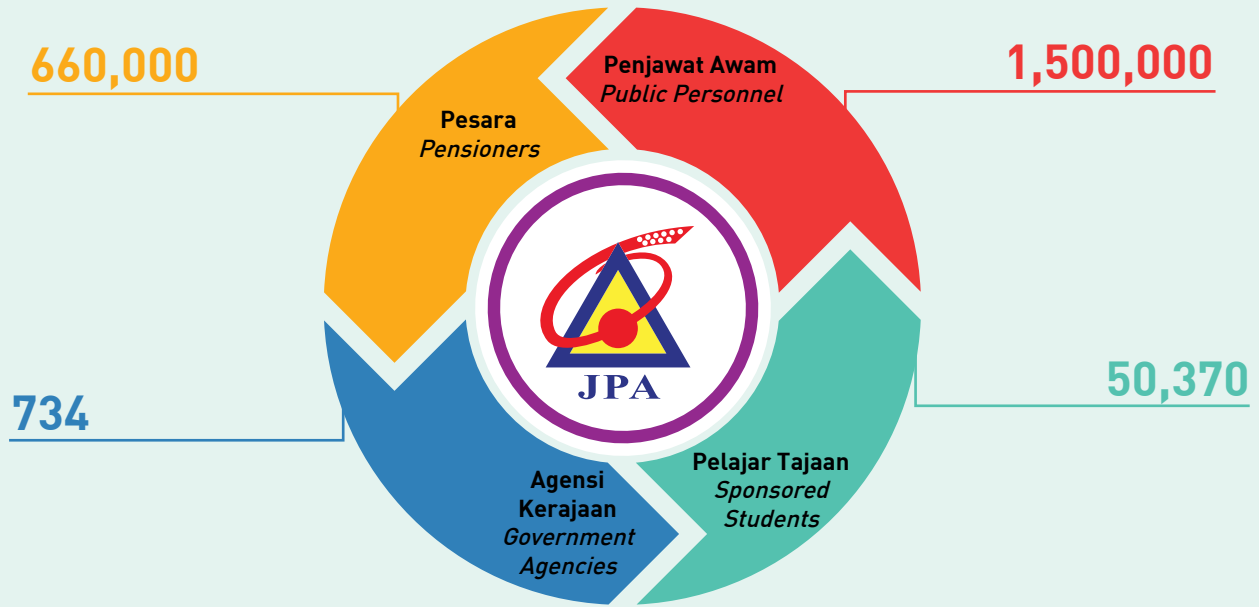 660,000
Pesara
Pensioners
Penjawat Awam
Public Personnel
1,500,000
JPA
734
Agensi
Kerajaan
Government
Agencies
Pelajar Tajaan
Sponsored
Students
50,370